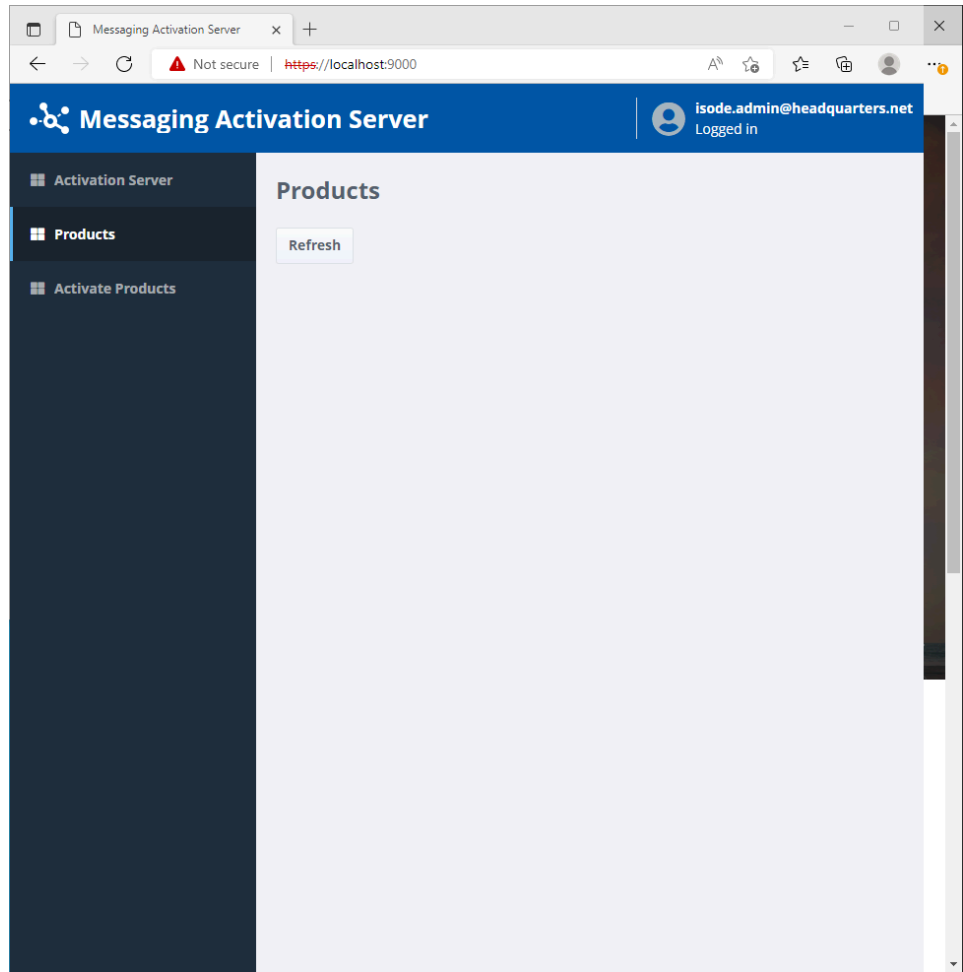 Messaging Activation Server
Not secure https://localhost:9000
Messaging Activation Server
isode.admin@headquarters.net
Logged in
Activation Server
Products
Activate Products
Products
Refresh